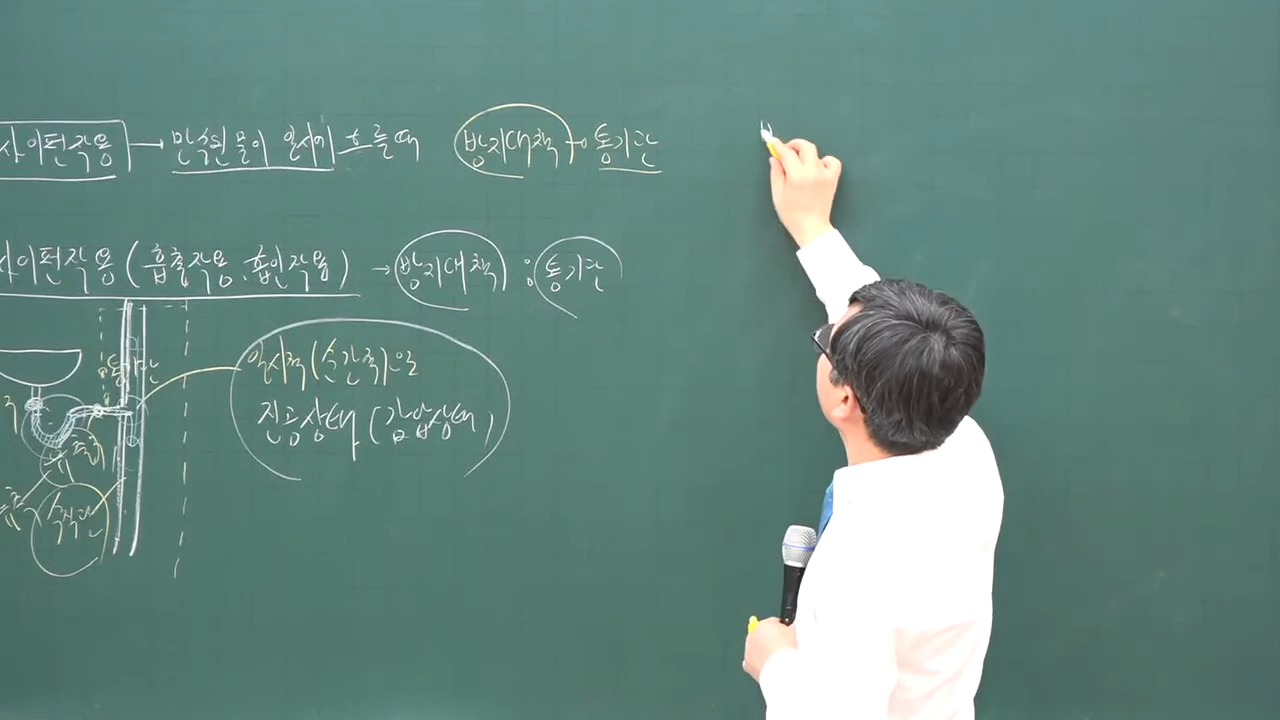 사이펀작용 → 만수된 물이 일시에 흐를때 방지대책 → 통기관
사이펀작용 (흡출작용, 흡인작용) → 방지대책 : 통기관
통기관
일시적(순간적)으로
진공상태 (감압상태)
수직관